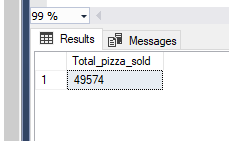 99 %
Results Messages
Total_pizza_sold
1 49574